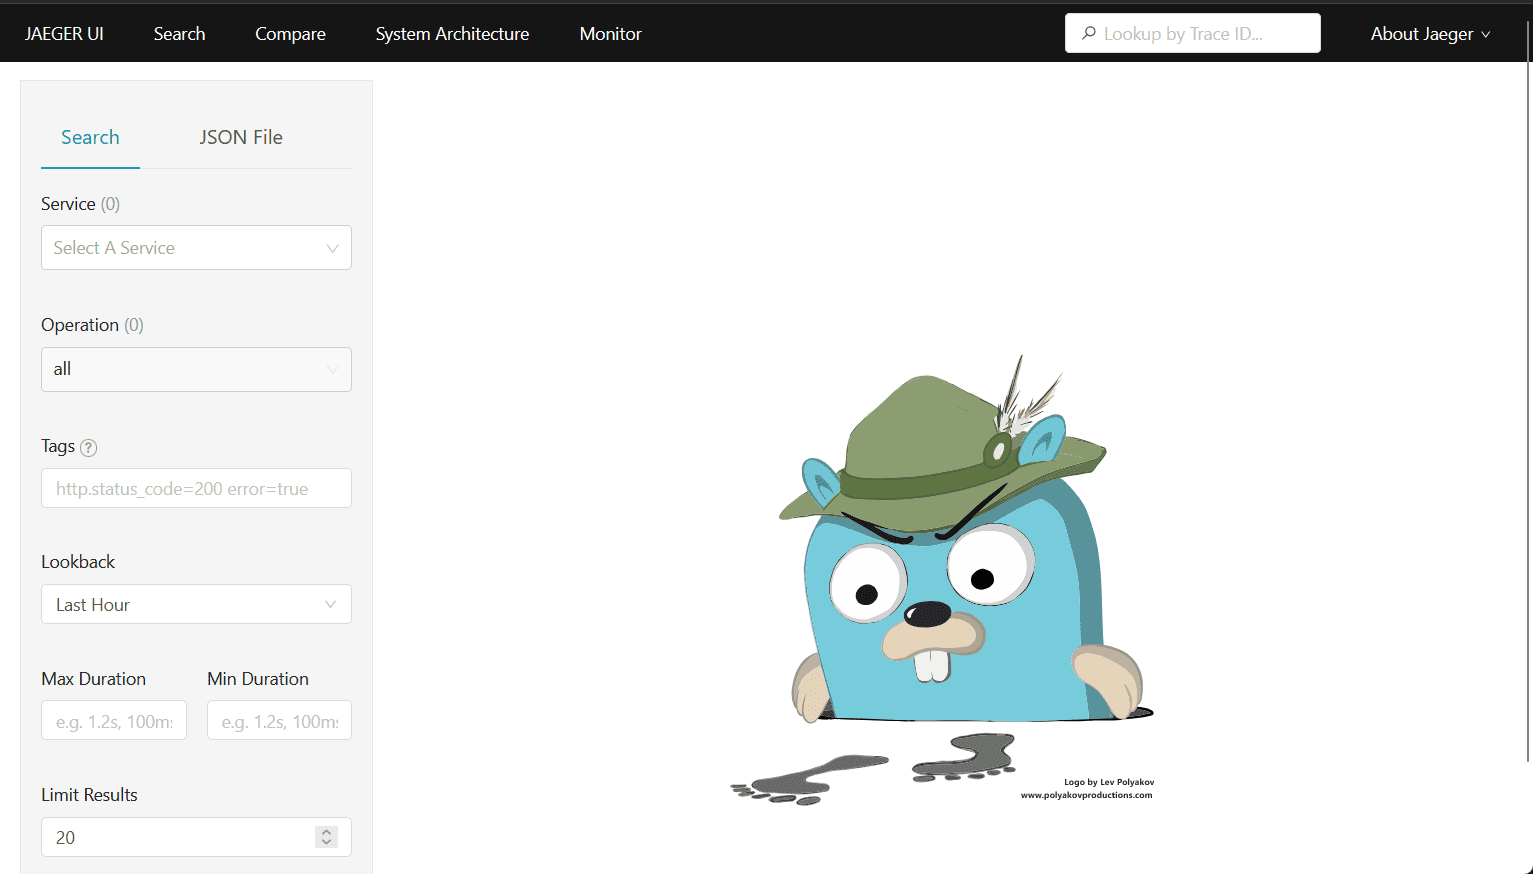 JAEGER UI Search Compare System Architecture Monitor Lookup by Trace ID... About Jaeger
Search JSON File
Service (0)
Select A Service
Operation (0)
all
Tags ?
http.status_code=200 error=true
Lookback
Last Hour
Max Duration Min Duration
e.g. 1.2s, 100ms e.g. 1.2s, 100ms
Limit Results
20
Logo by Lev Polyakov
www.polyakovproductions.com